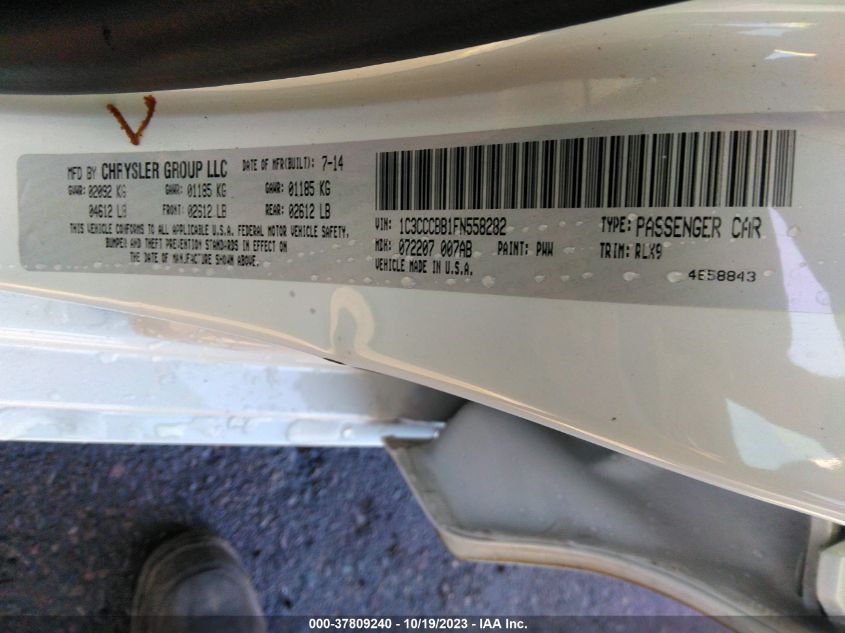 V
MFD BY CHRYSLER GROUP LLC DATE OF MFR(BUILT): 7-14
GVWR: 02092 KG GAWR: 01185 KG GAWR: 01185 KG
04612 LB FRONT: 02612 LB REAR: 02612 LB
THIS VEHICLE CONFORMS TO ALL APPLICABLE U.S.A. FEDERAL MOTOR VEHICLE SAFETY,
BUMPER AND THEFT PREVENTION STANDARDS IN EFFECT ON
THE DATE OF MANUFACTURE SHOWN ABOVE.
VIN: 1C3CCCBB1FN558282 TYPE: PASSENGER CAR
MDH: 072207 007AB PAINT: PWW TRIM: RLX9
VEHICLE MADE IN U.S.A. 4658843
000-37809240 - 10/19/2023 - IAA Inc.